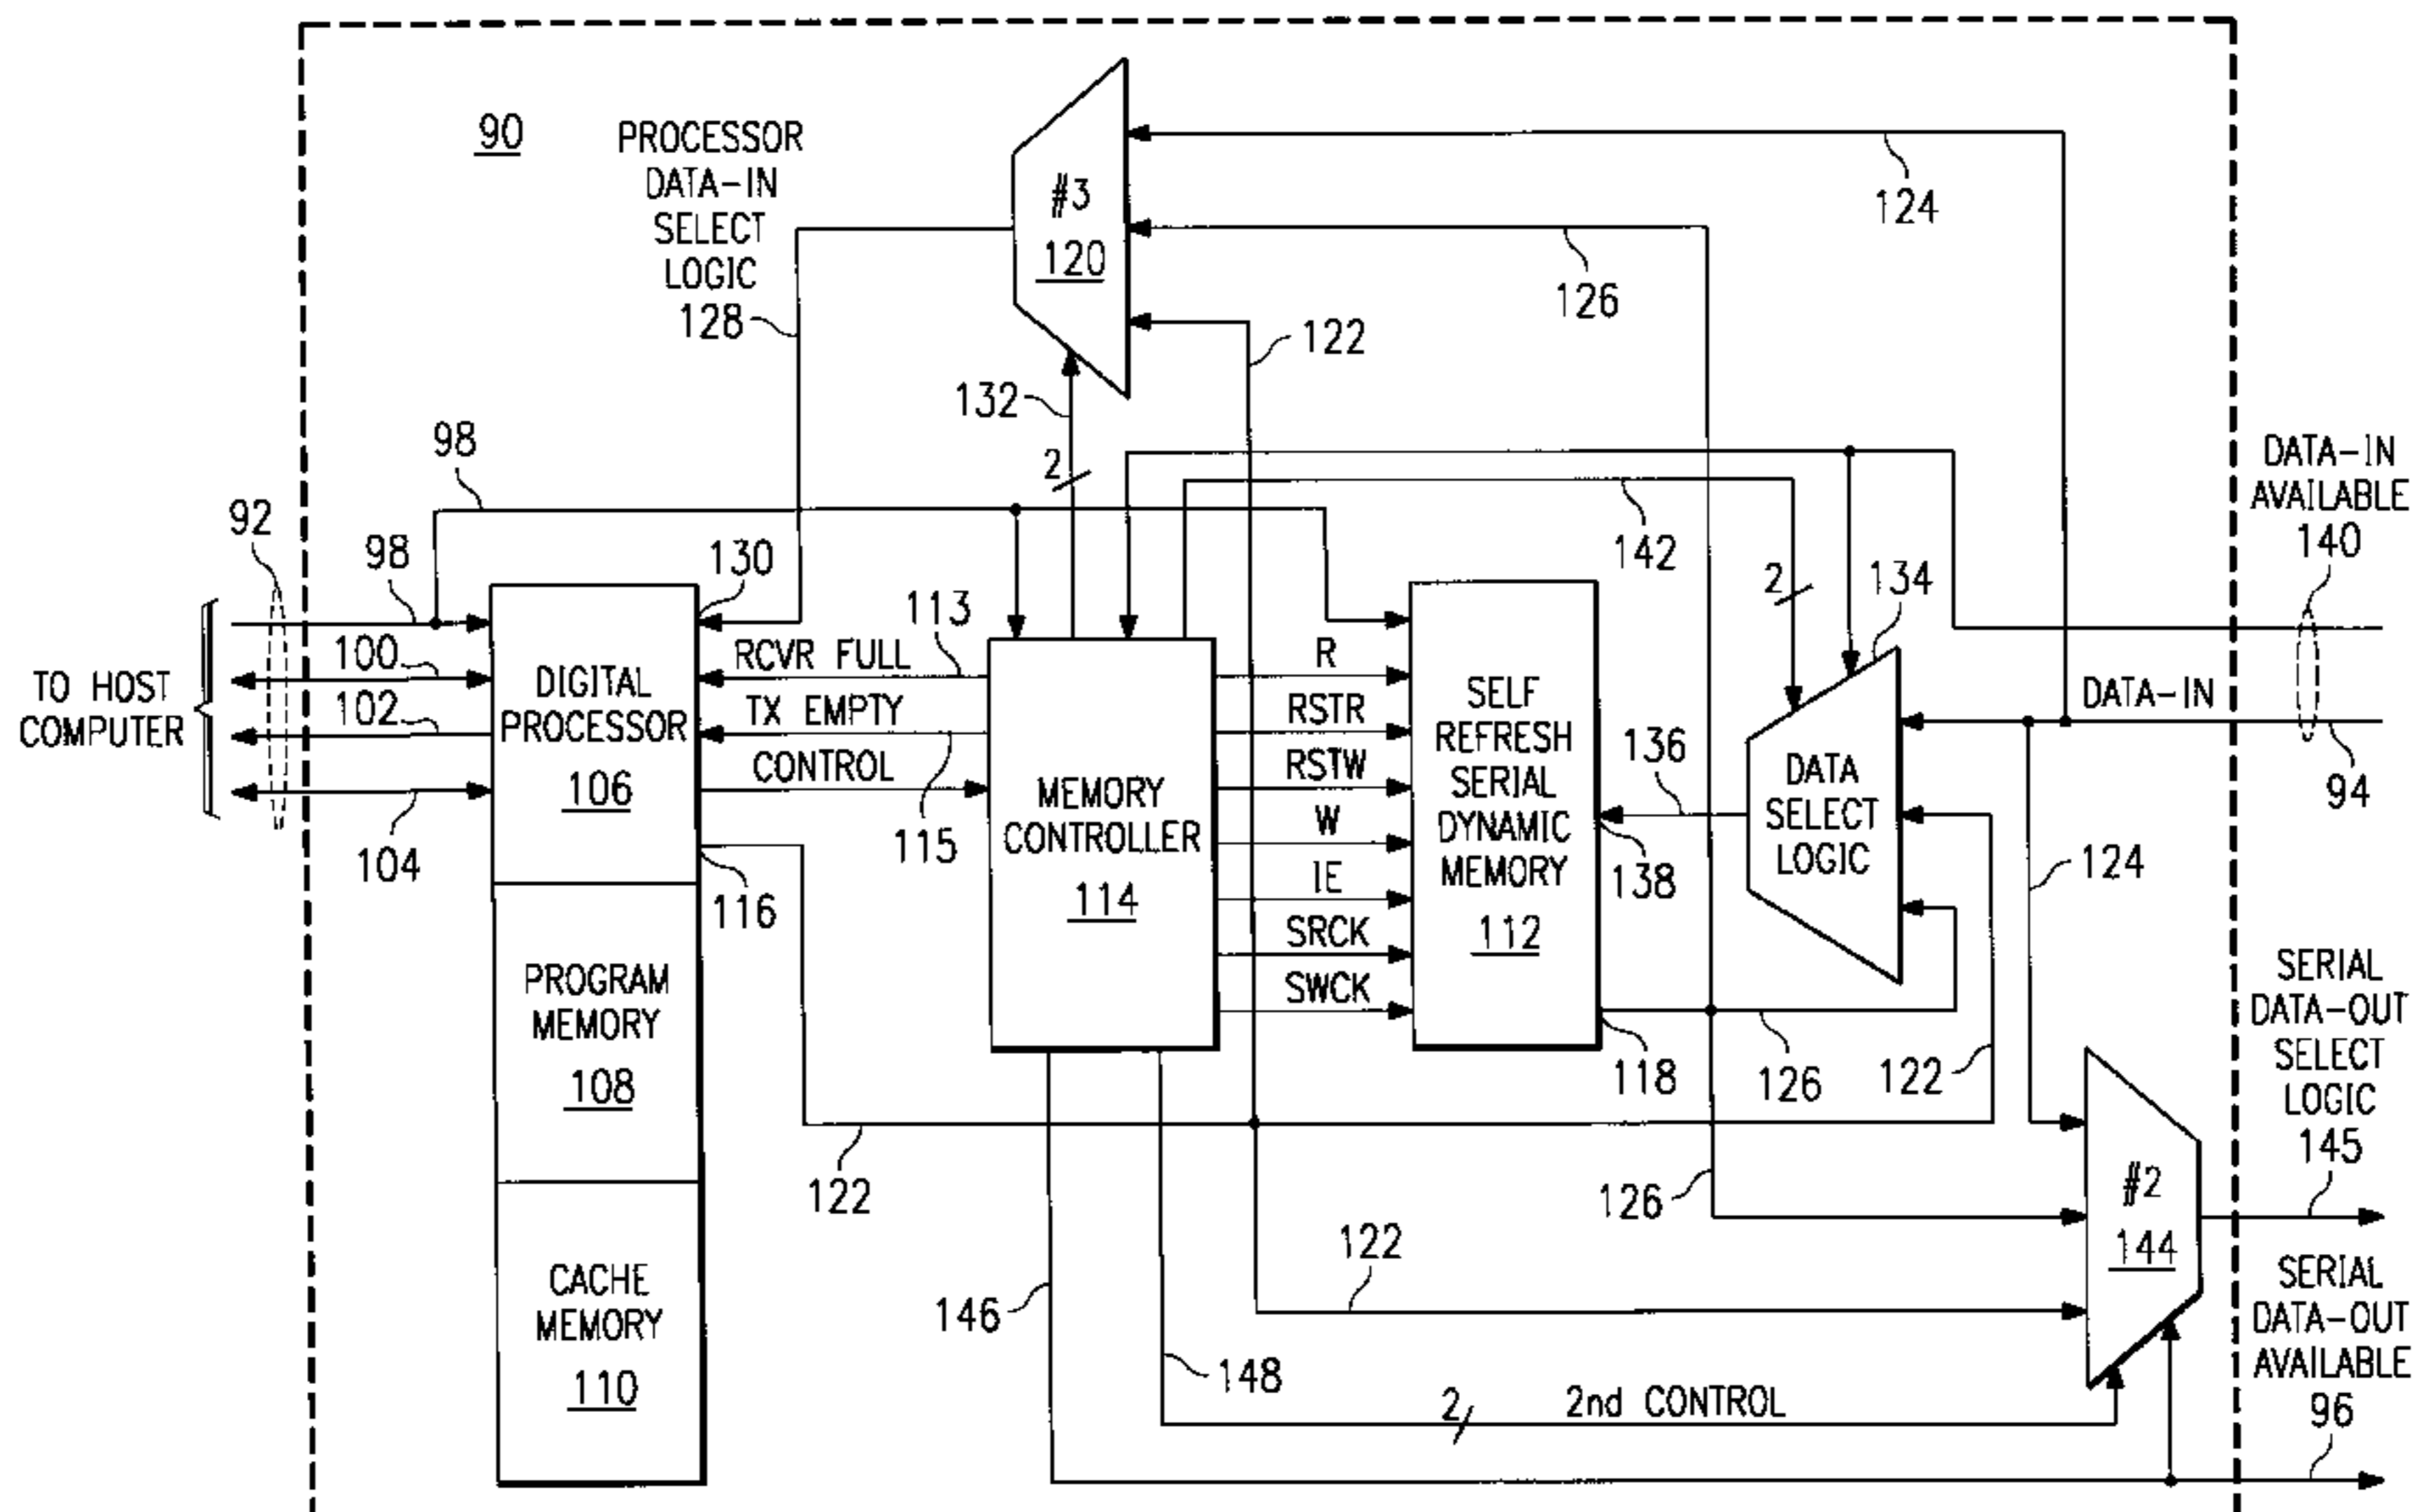 90
PROCESSOR
DATA-IN
SELECT
LOGIC
128
#3
120
124
126
122
132
2
98
142
2
134
DATA-IN
AVAILABLE
140
92
98
100
102
104
TO HOST
COMPUTER
130
113
RCVR FULL
TX EMPTY
CONTROL
115
116
DIGITAL
PROCESSOR
106
PROGRAM
MEMORY
108
CACHE
MEMORY
110
MEMORY
CONTROLLER
114
R
RSTR
RSTW
W
IE
SRCK
SWCK
SELF
REFRESH
SERIAL
DYNAMIC
MEMORY
112
136
138
118
DATA
SELECT
LOGIC
DATA-IN
94
124
126
122
122
126
122
146
148
2
2nd CONTROL
#2
144
SERIAL
DATA-OUT
SELECT
LOGIC
145
SERIAL
DATA-OUT
AVAILABLE
96